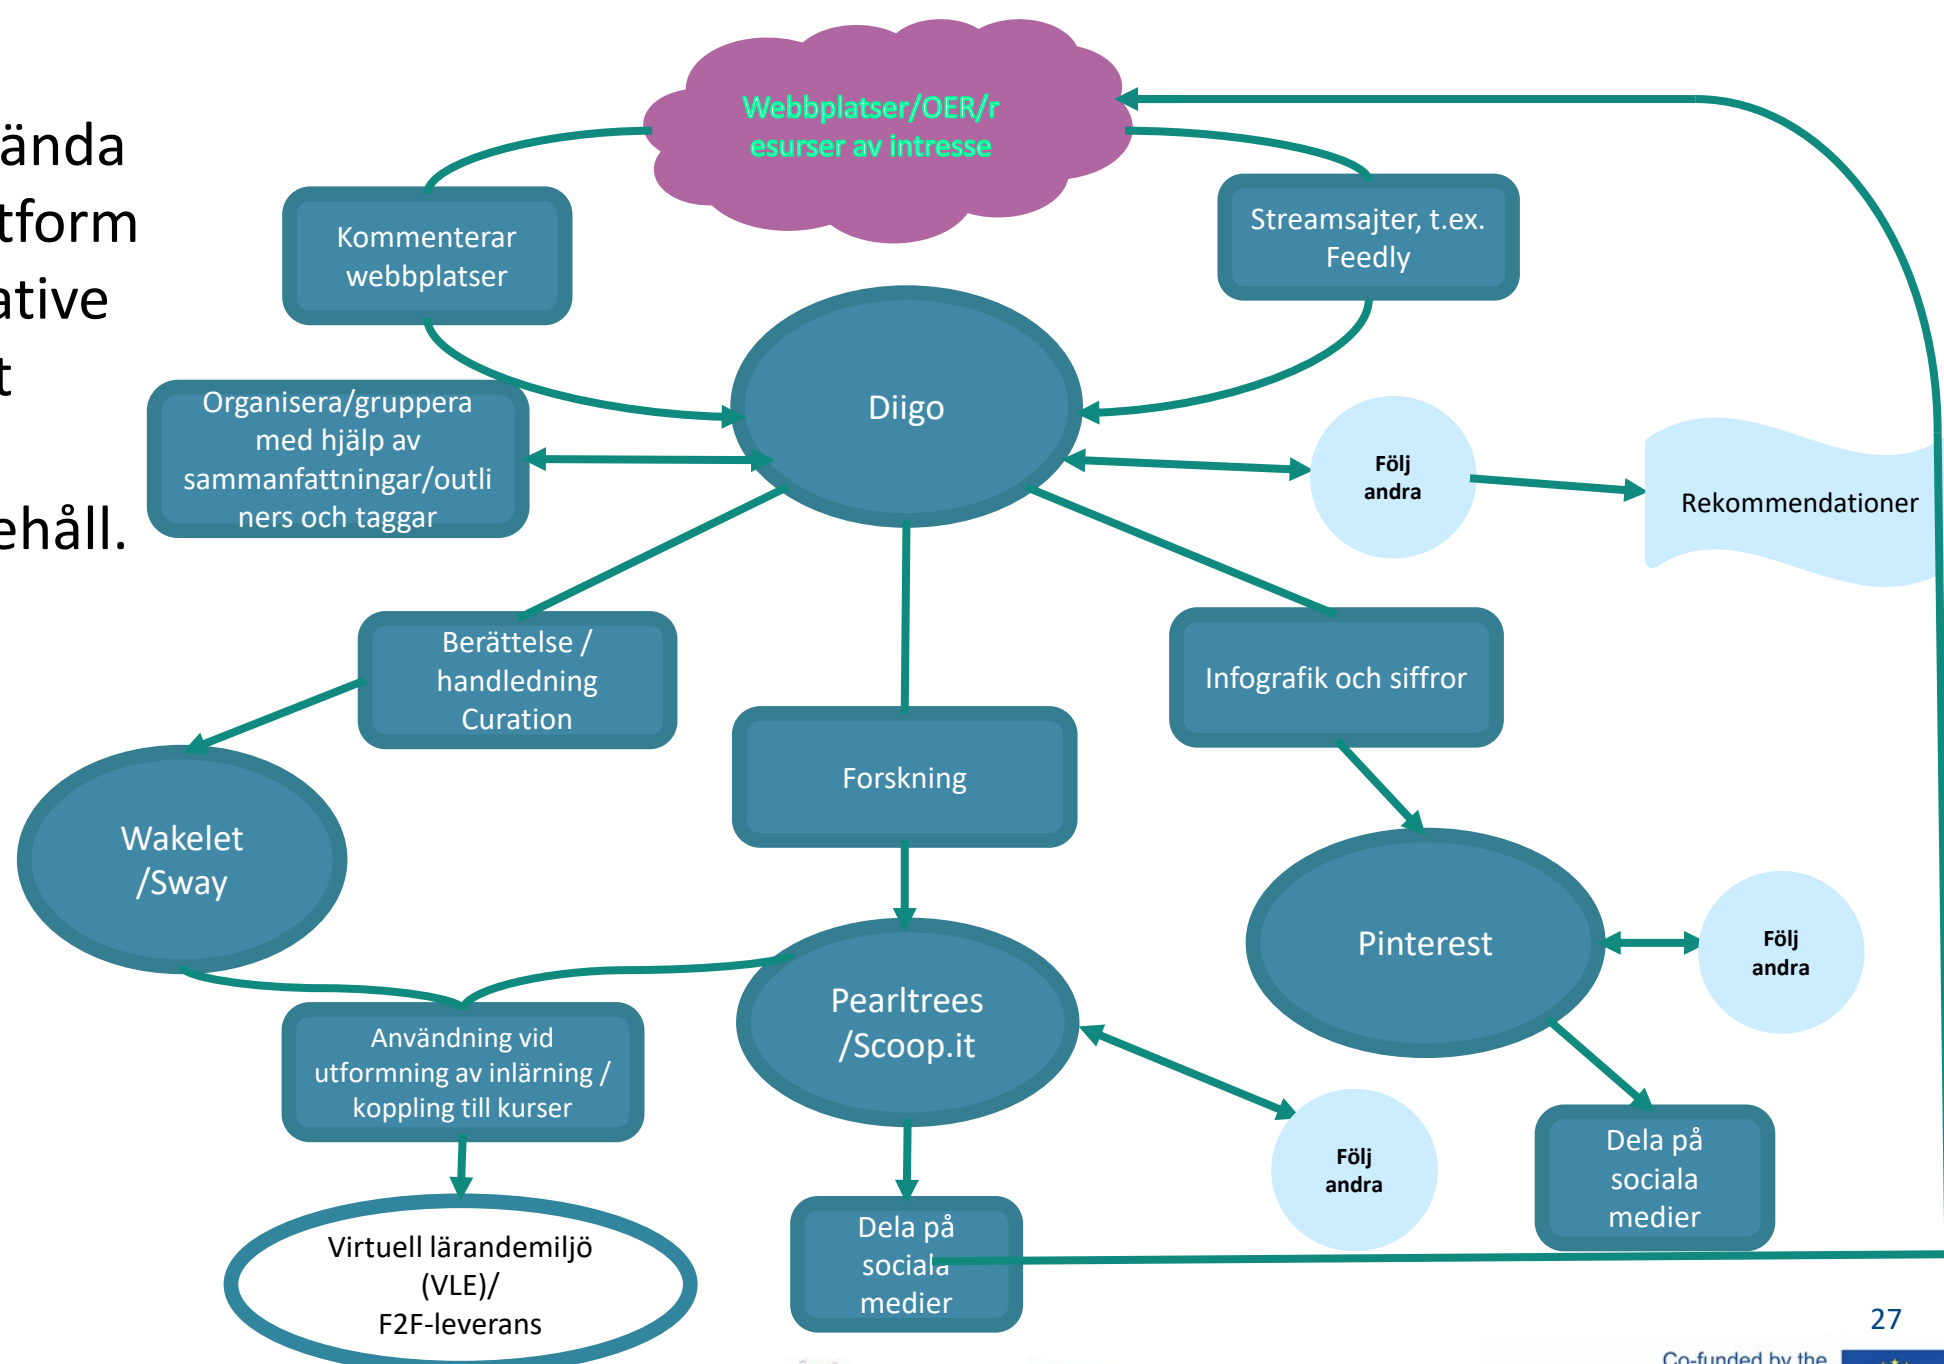 Webbplatser/OER/r
esurser av intresse
ända
tform
ative
t
ehåll.
Kommenterar
webbplatser
Streamsajter, t.ex.
Feedly
Organisera/gruppera
med hjälp av
sammanfattningar/outli
ners och taggar
Diigo
Följ
andra
Rekommendationer
Berättelse /
handledning
Curation
Forskning
Infografik och siffror
Wakelet
/Sway
Pearltrees
/Scoop.it
Pinterest
Följ
andra
Användning vid
utformning av inlärning /
koppling till kurser
Följ
andra
Dela på
sociala
medier
Dela på
sociala
medier
Virtuell lärandemiljö
(VLE)/
F2F-leverans
27
Co-funded by the